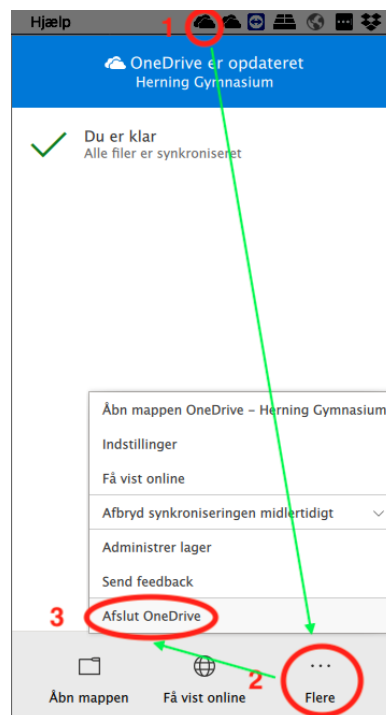 Hjælp
1
OneDrive er opdateret
Herning Gymnasium
Du er klar
Alle filer er synkroniseret
Åbn mappen OneDrive – Herning Gymnasium
Indstillinger
Få vist online
Afbryd synkroniseringen midlertidigt
Administrer lager
Send feedback
3 Afslut OneDrive
2
Åbn mappen Få vist online Flere